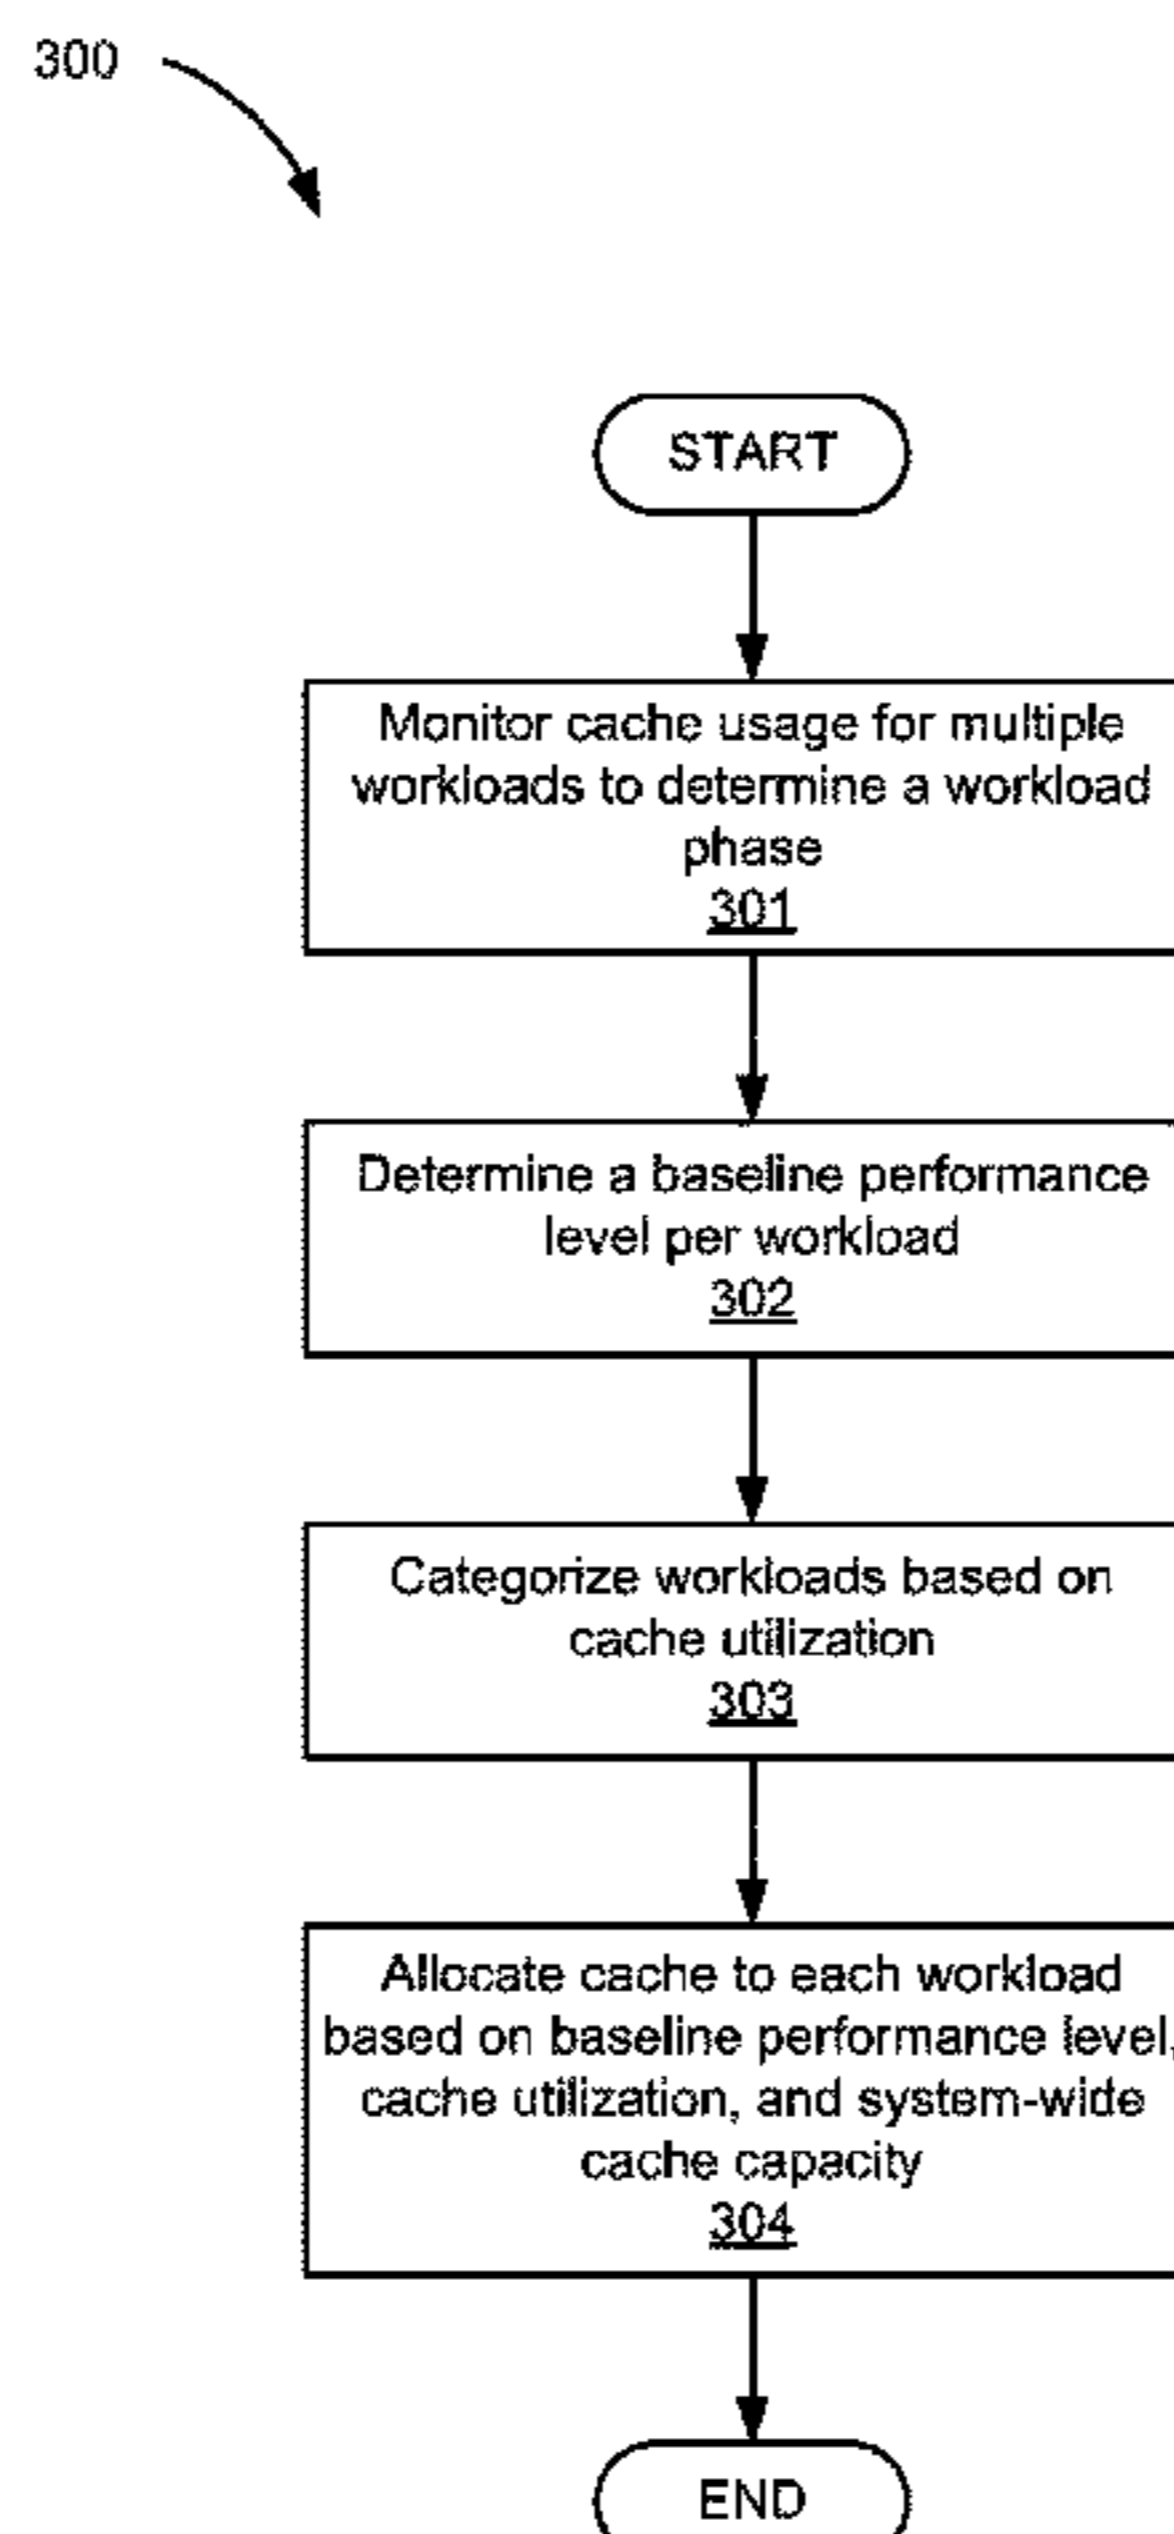 300
START
Monitor cache usage for multiple
workloads to determine a workload
phase
301
Determine a baseline performance
level per workload
302
Categorize workloads based on
cache utilization
303
Allocate cache to each workload
based on baseline performance level,
cache utilization, and system-wide
cache capacity
304
END